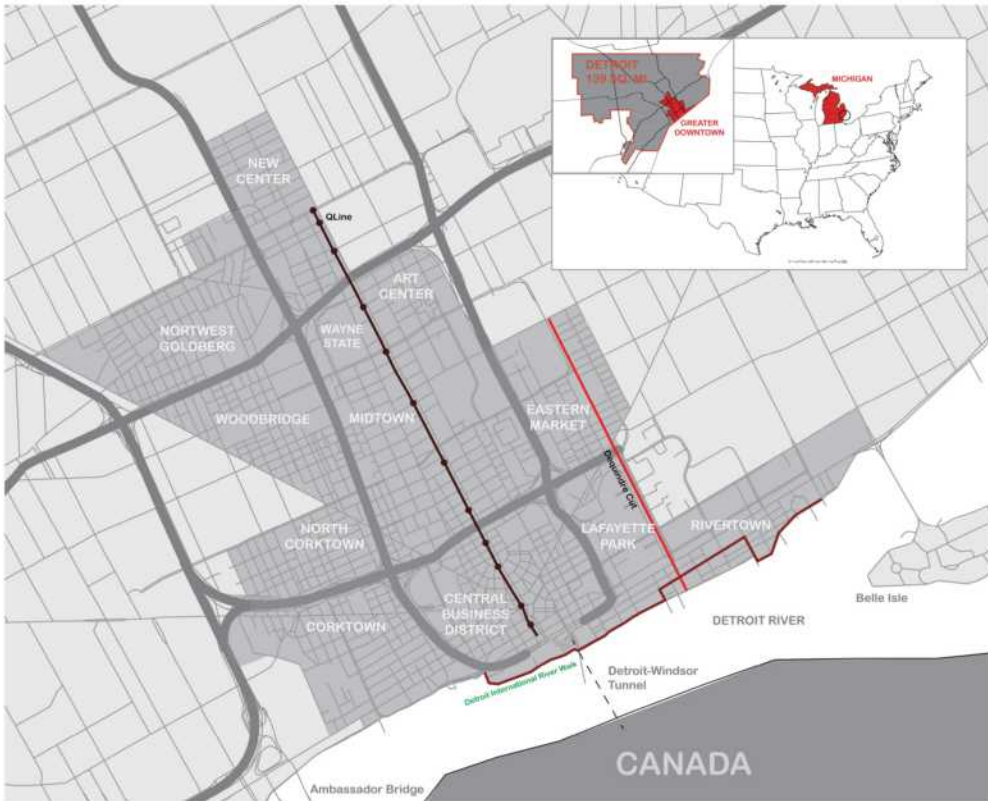 DETROIT
139 SQ. MI.
GREATER
DOWNTOWN
MICHIGAN
NEW
CENTER
QLine
ART
CENTER
NORTWEST
GOLDBERG
WAYNE
STATE
WOODBRIDGE
MIDTOWN
EASTERN
MARKET
Dequindre Cut
NORTH
CORKTOWN
LAFAYETTE
PARK
RIVERTOWN
CENTRAL
BUSINESS
DISTRICT
CORKTOWN
Belle Isle
DETROIT RIVER
Detroit International River Walk
Detroit-Windsor
Tunnel
CANADA
Ambassador Bridge